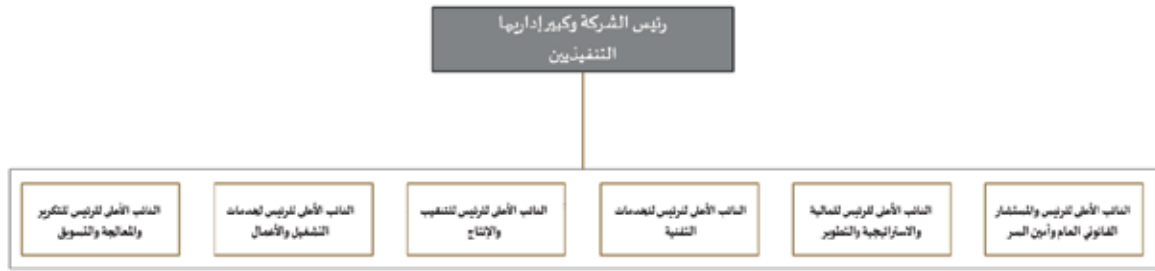 رئيس الشركة وكبير إداريها
التنفيذيين
النائب الأعلى للرئيس والمستشار
القانوني العام وأمين السر
النائب الأعلى للرئيس للمالية
والاستراتيجية والتطوير
النائب الأعلى للرئيس للخدمات
التقنية
النائب الأعلى للرئيس للتنقيب
والإنتاج
النائب الأعلى للرئيس لخدمات
التشغيل والأعمال
النائب الأعلى للرئيس للتكرير
والمعالجة والتسويق